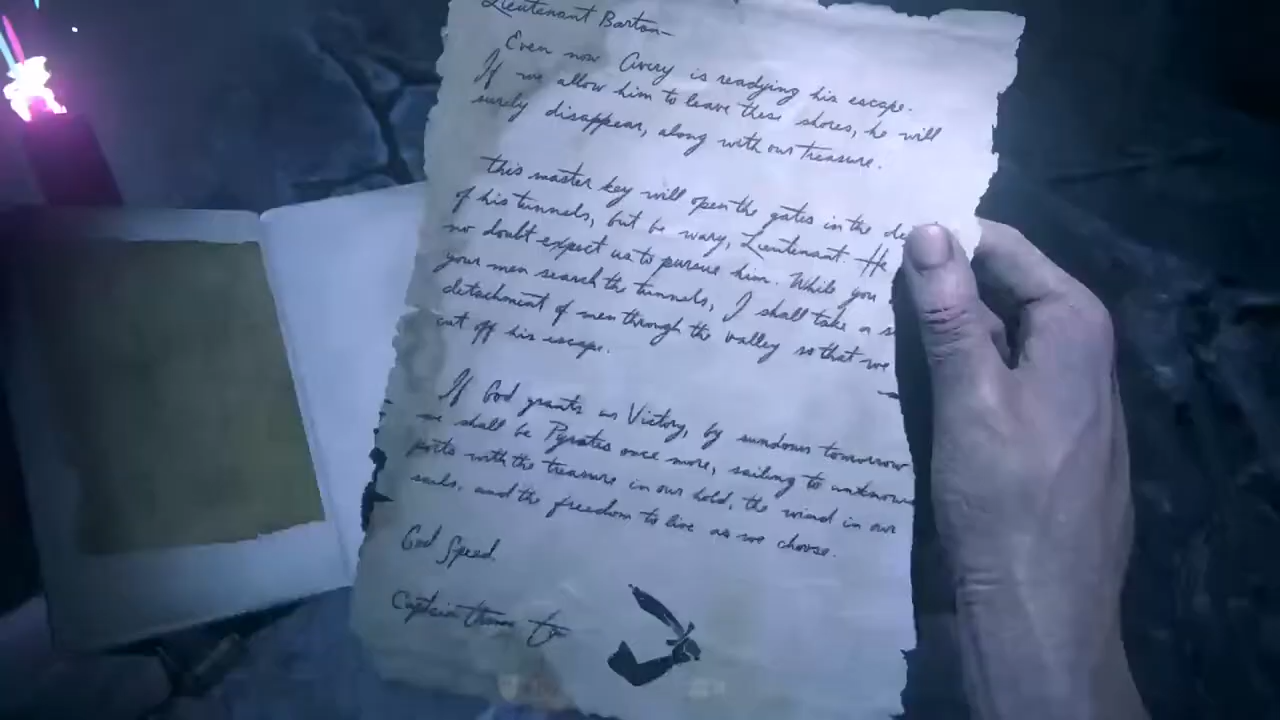 Lieutenant Barton—
Even now Avery is readying his escape.
If we allow him to leave these shores, he will
surely disappear, along with our treasure.
This master key will open the gates in the de
of his tunnels, but be wary, Lieutenant. He
no doubt expect us to pursue him. While you
your men search the tunnels, I shall take a s
detachment of men through the valley so that we
cut off his escape.
If God grants us Victory, by sundown tomorrow
we shall be Pyrates once more, sailing to unknown
ports with the treasure in our hold, the wind in our
sails, and the freedom to live as we choose.
God Speed,
Captain Thomas Tew